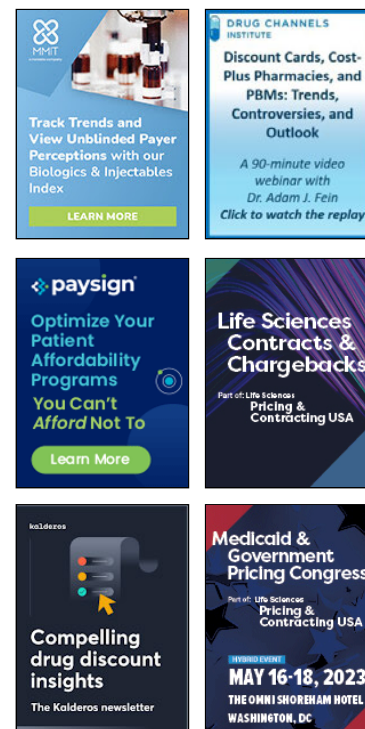 MMIT
Track Trends and
View Unblinded Payer
Perceptions with our
Biologics & Injectables
Index
LEARN MORE
DRUG CHANNELS
INSTITUTE
Discount Cards, Cost-
Plus Pharmacies, and
PBMs: Trends,
Controversies, and
Outlook
A 90-minute video
webinar with
Dr. Adam J. Fein
Click to watch the replay
paysign
Optimize Your
Patient
Affordability
Programs
You Can't
Afford Not To
Learn More
Life Sciences
Contracts &
Chargebacks
Part of: Life Sciences
Pricing &
Contracting USA
kalderos
Compelling
drug discount
insights
The Kalderos newsletter
Medicaid &
Government
Pricing Congress
Part of: Life Sciences
Pricing &
Contracting USA
HYBRID EVENT
MAY 16-18, 2023
THE OMNI SHOREHAM HOTEL
WASHINGTON, DC